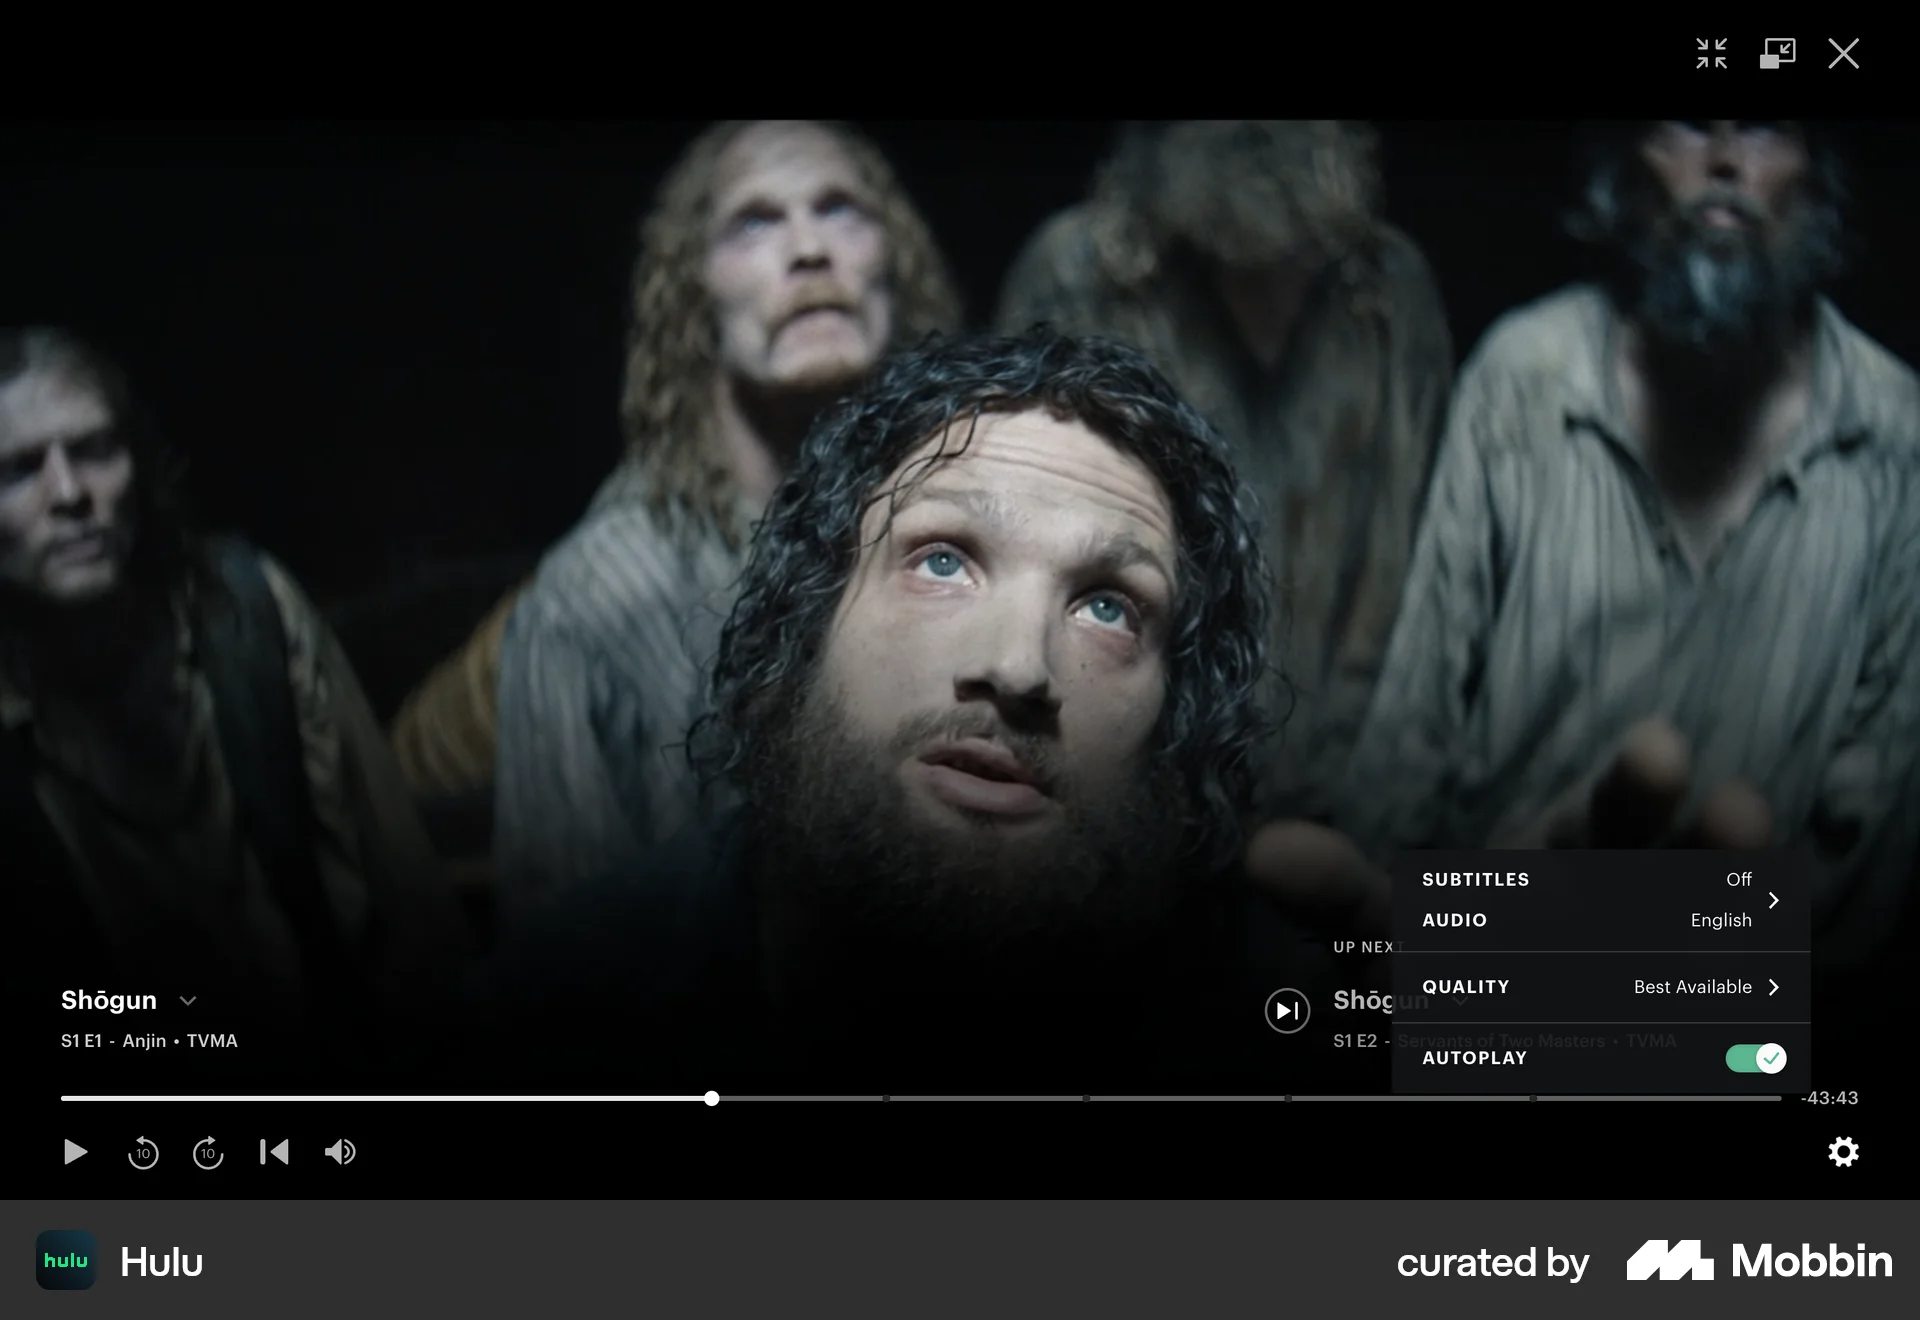 SUBTITLES Off
AUDIO English
UP NEXT
QUALITY Best Available
Shōgun
Shōgun
S1 E1 - Anjin • TVMA
S1 E2 - Servants of Two Masters • TVMA
AUTOPLAY
-43:43
10
10
hulu
Hulu
curated by
Mobbin